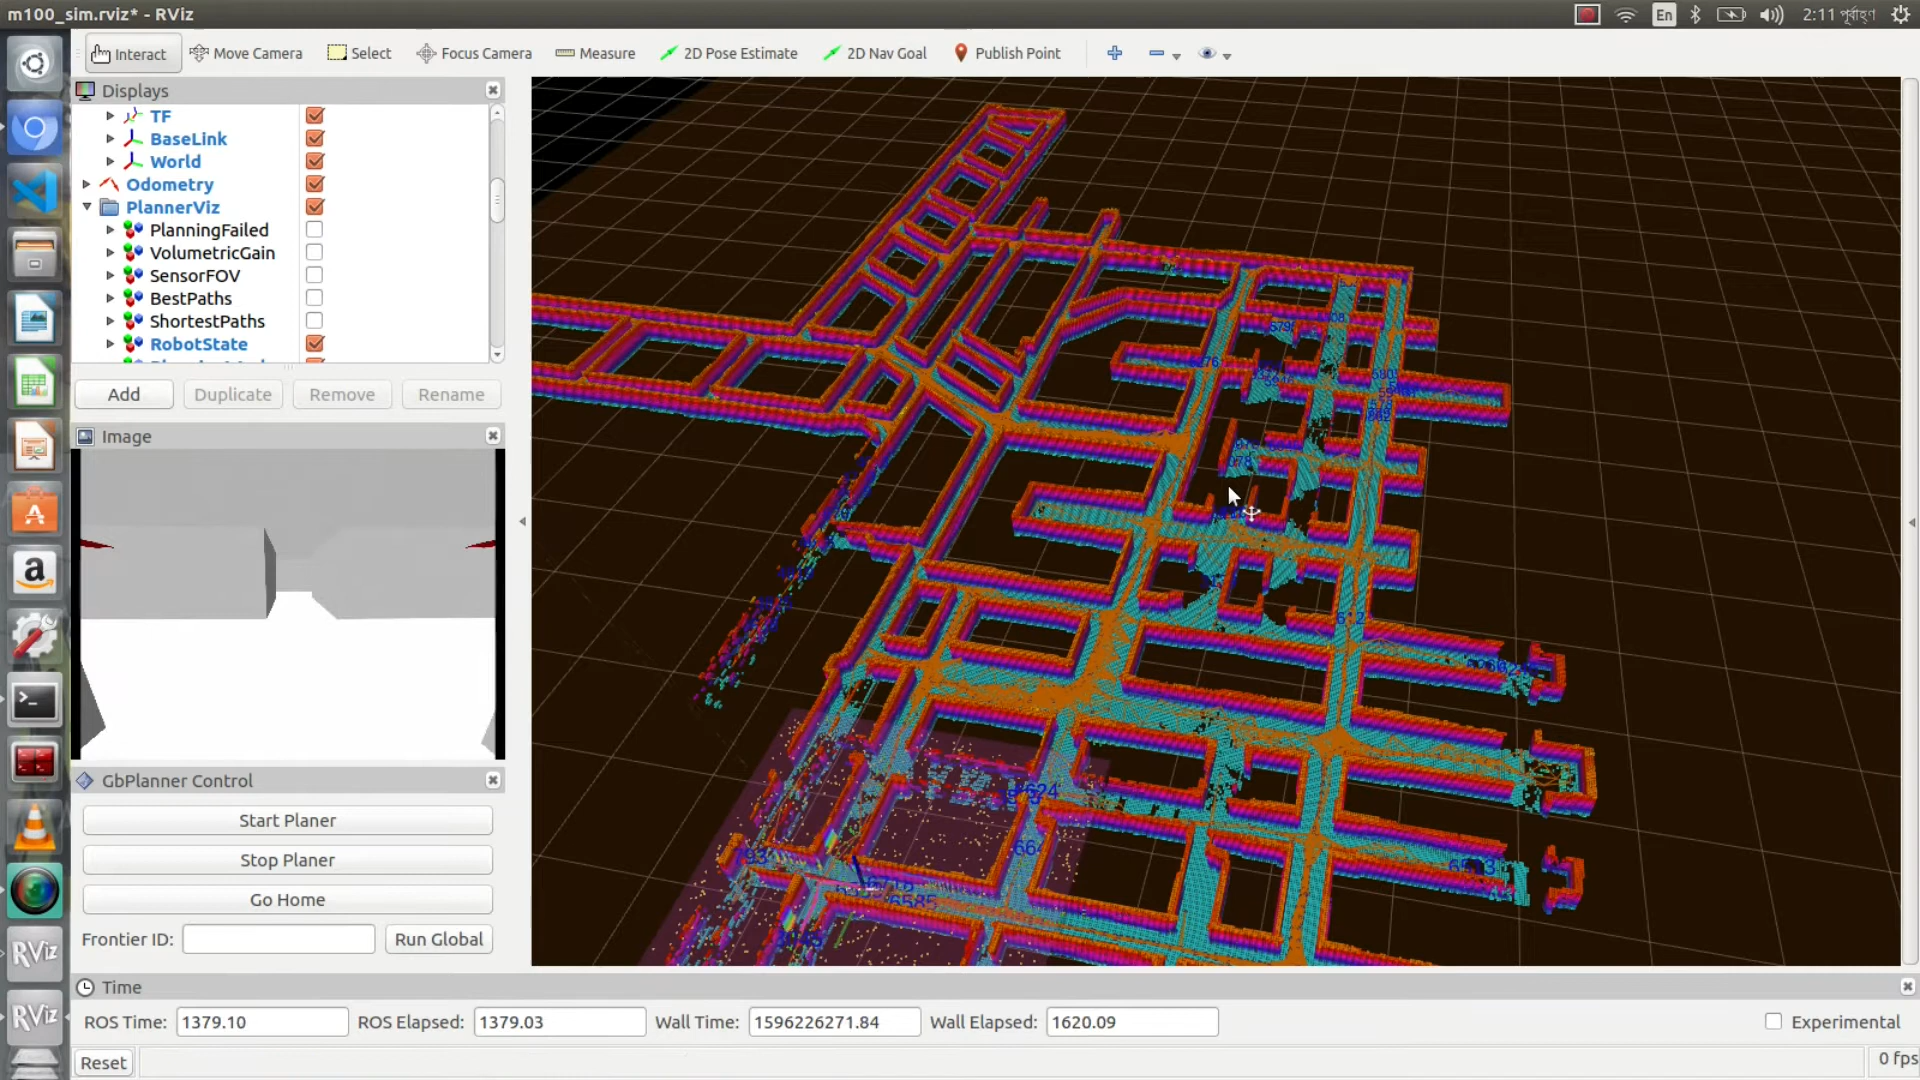 m100_sim.rviz* - RViz
En
2:11 পূর্বাহ্ণ
Interact
Move Camera
Select
Focus Camera
Measure
2D Pose Estimate
2D Nav Goal
Publish Point
Displays
TF
BaseLink
World
Odometry
PlannerViz
PlanningFailed
VolumetricGain
SensorFOV
BestPaths
ShortestPaths
RobotState
Add
Duplicate
Remove
Rename
Image
GbPlanner Control
Start Planer
Stop Planer
Go Home
Frontier ID:
Run Global
Time
ROS Time: 1379.10
ROS Elapsed: 1379.03
Wall Time: 1596226271.84
Wall Elapsed: 1620.09
Experimental
Reset
0 fps
RViz
RViz